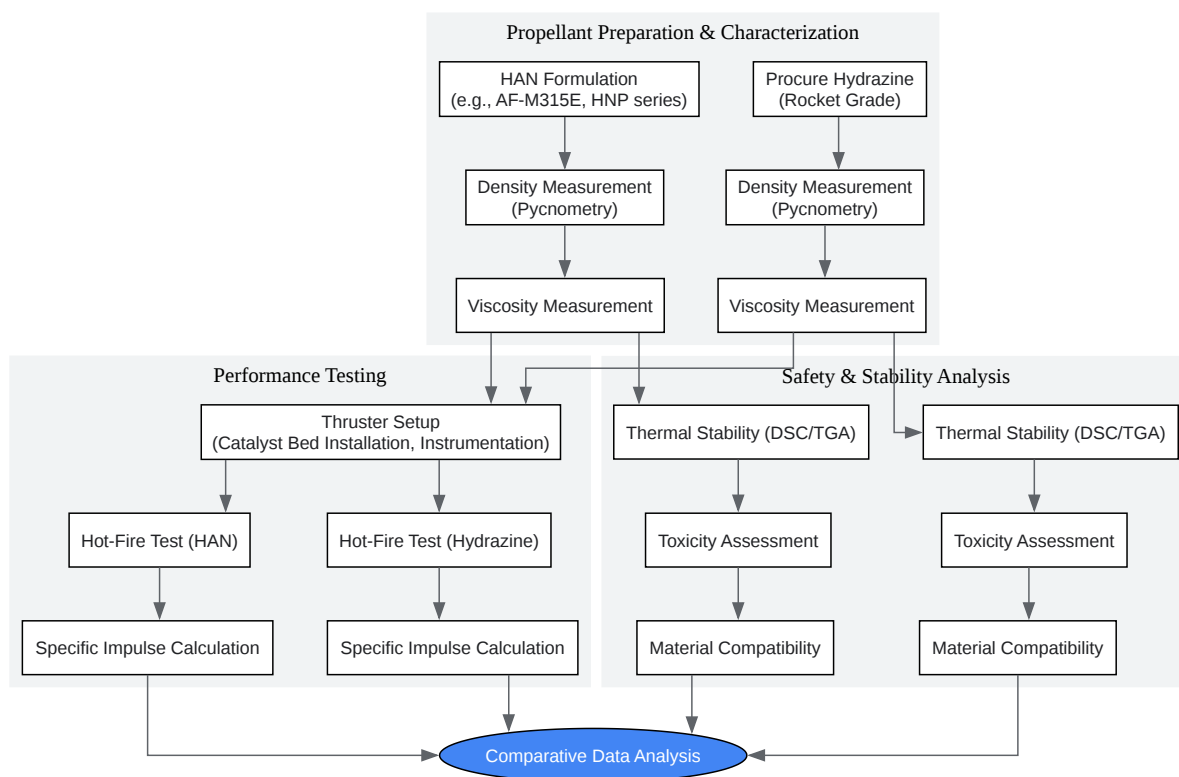 Propellant Preparation & Characterization
HAN Formulation
(e.g., AF-M315E, HNP series)
Procure Hydrazine
(Rocket Grade)
Density Measurement
(Pycnometry)
Density Measurement
(Pycnometry)
Viscosity Measurement
Viscosity Measurement
Performance Testing
Safety & Stability Analysis
Thruster Setup
(Catalyst Bed Installation, Instrumentation)
Thermal Stability (DSC/TGA)
Thermal Stability (DSC/TGA)
Hot-Fire Test (HAN)
Hot-Fire Test (Hydrazine)
Toxicity Assessment
Toxicity Assessment
Specific Impulse Calculation
Specific Impulse Calculation
Material Compatibility
Material Compatibility
Comparative Data Analysis